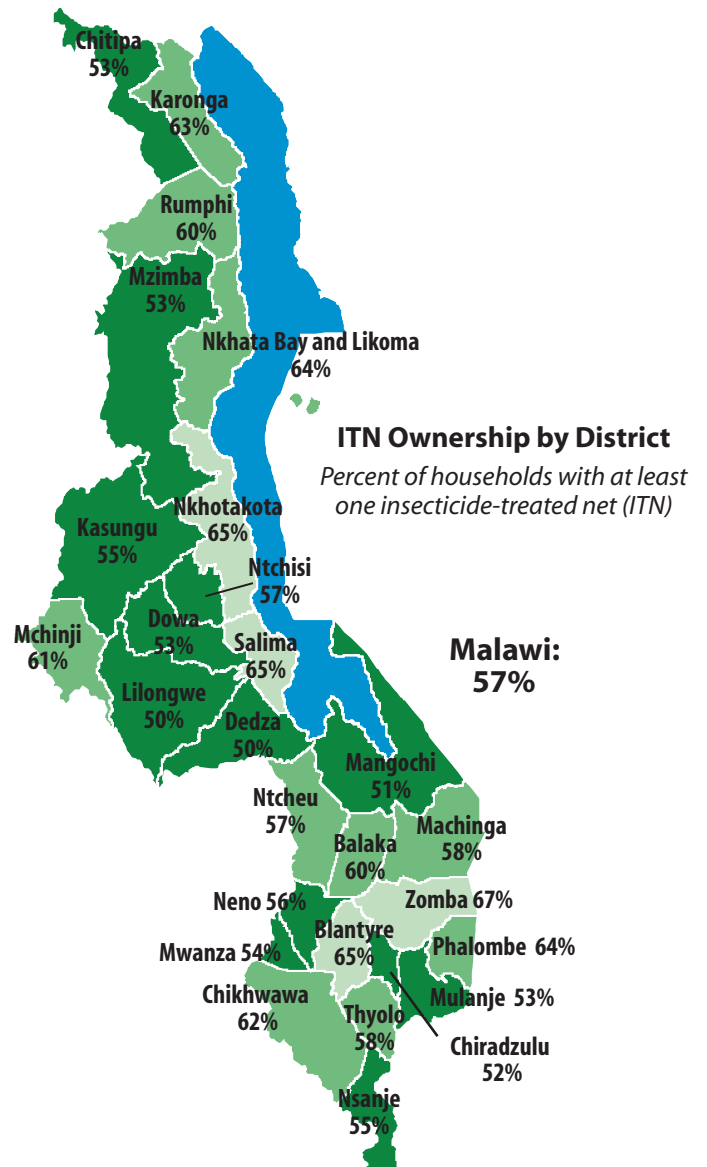 Chitipa
53%
Karonga
63%
Rumphi
60%
Mzimba
53%
Nkhata Bay and Likoma
64%
ITN Ownership by District
Percent of households with at least
one insecticide-treated net (ITN)
Nkhotakota
65%
Kasungu
55%
Ntchisi
57%
Dowa
53%
Mchinji
61%
Salima
65%
Malawi:
57%
Lilongwe
50%
Dedza
50%
Mangochi
51%
Ntcheu
57%
Machinga
58%
Balaka
60%
Neno 56%
Zomba 67%
Blantyre
65%
Mwanza 54%
Phalombe 64%
Chikhwawa
62%
Mulanje 53%
Thyolo
58%
Chiradzulu
52%
Nsanje
55%